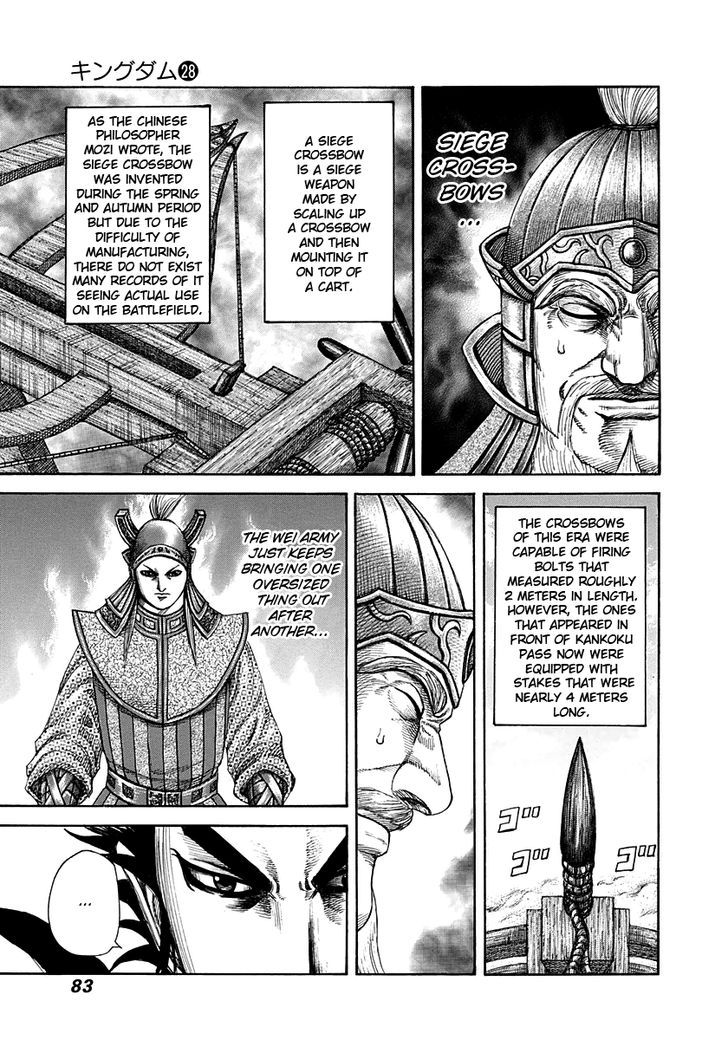 キングダム㉘
SIEGE
CROSS-
BOWS
...
A SIEGE
CROSSBOW
IS A SIEGE
WEAPON
MADE BY
SCALING UP
A CROSSBOW
AND THEN
MOUNTING
IT ON
TOP OF
A CART.
AS THE CHINESE
PHILOSOPHER
MOZI WROTE, THE
SIEGE CROSSBOW
WAS INVENTED
DURING THE SPRING
AND AUTUMN PERIOD
BUT DUE TO THE
DIFFICULTY OF
MANUFACTURING,
THERE DO NOT EXIST
MANY RECORDS OF IT
SEEING ACTUAL USE
ON THE BATTLEFIELD.
THE CROSSBOWS
OF THIS ERA WERE
CAPABLE OF FIRING
BOLTS THAT
MEASURED ROUGHLY
2 METERS IN LENGTH.
HOWEVER, THE ONES
THAT APPEARED IN
FRONT OF KANKOKU
PASS NOW WERE
EQUIPPED WITH
STAKES THAT WERE
NEARLY 4 METERS
LONG.
ゴ
ゴ
ゴ
THE WEI ARMY
JUST KEEPS
BRINGING ONE
OVERSIZED
THING OUT
AFTER
ANOTHER...
...
83